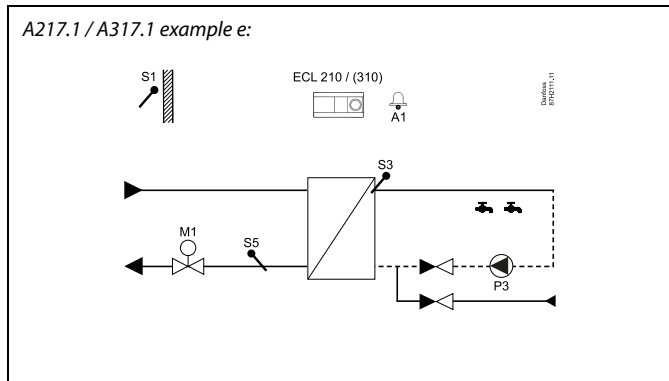 A217.1 / A317.1 example e:
S1
ECL 210 / (310)
A1
Danfoss
87H2111.11
S3
M1
S5
P3